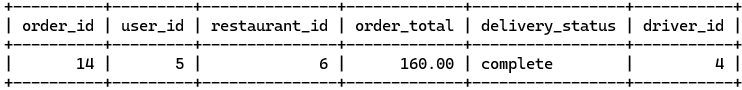 +----------+---------+---------------+-------------+-----------------+-----------+
| order_id | user_id | restaurant_id | order_total | delivery_status | driver_id |
+----------+---------+---------------+-------------+-----------------+-----------+
|       14 |       5 |             6 |      160.00 | complete        |         4 |
+----------+---------+---------------+-------------+-----------------+-----------+